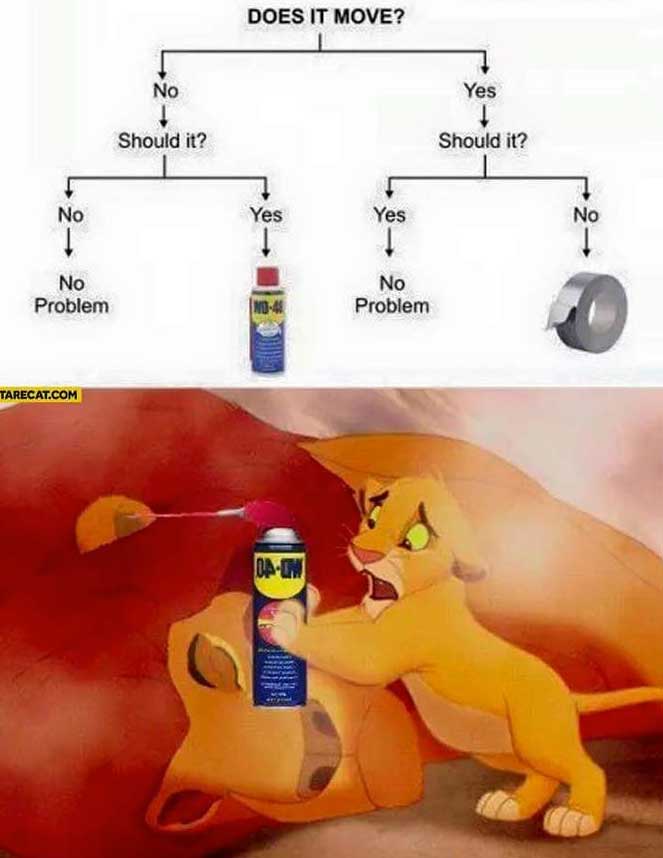 DOES IT MOVE?
No Yes
Should it? Should it?
No Yes Yes No
No
Problem
No
Problem
WD-40
TARECAT.COM
WD-40